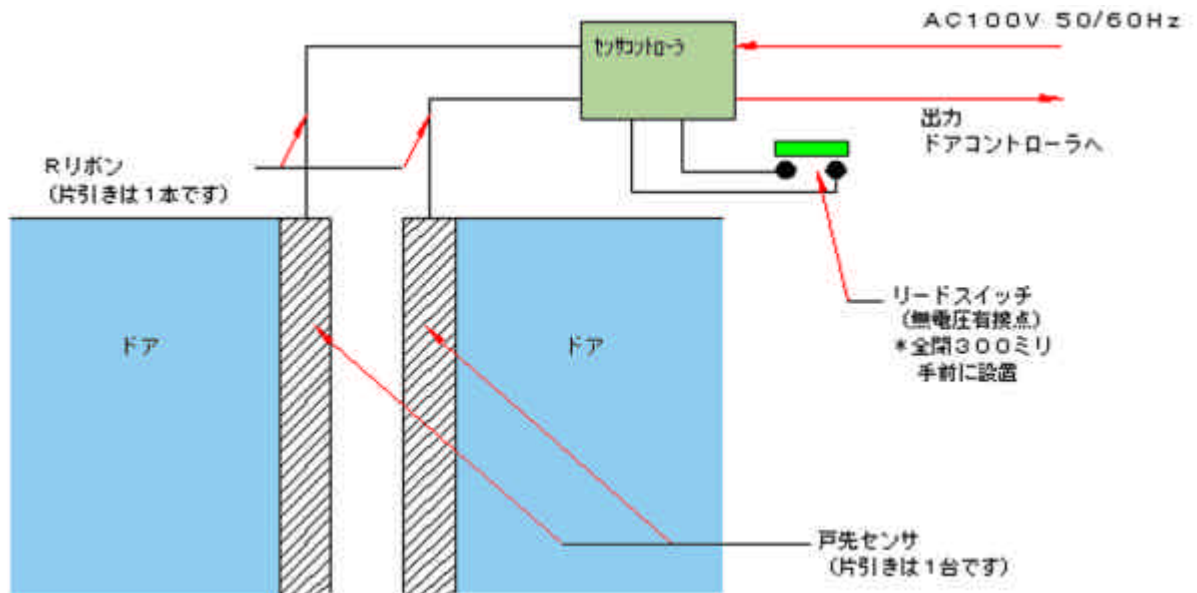 AC100V 50/60Hz
センサコントローラ
出力
ドアコントローラへ
Rリボン
(片引きは1本です)
リードスイッチ
(無電圧有接点)
*全閉300ミリ
手前に設置
ドア
ドア
戸先センサ
(片引きは1台です)